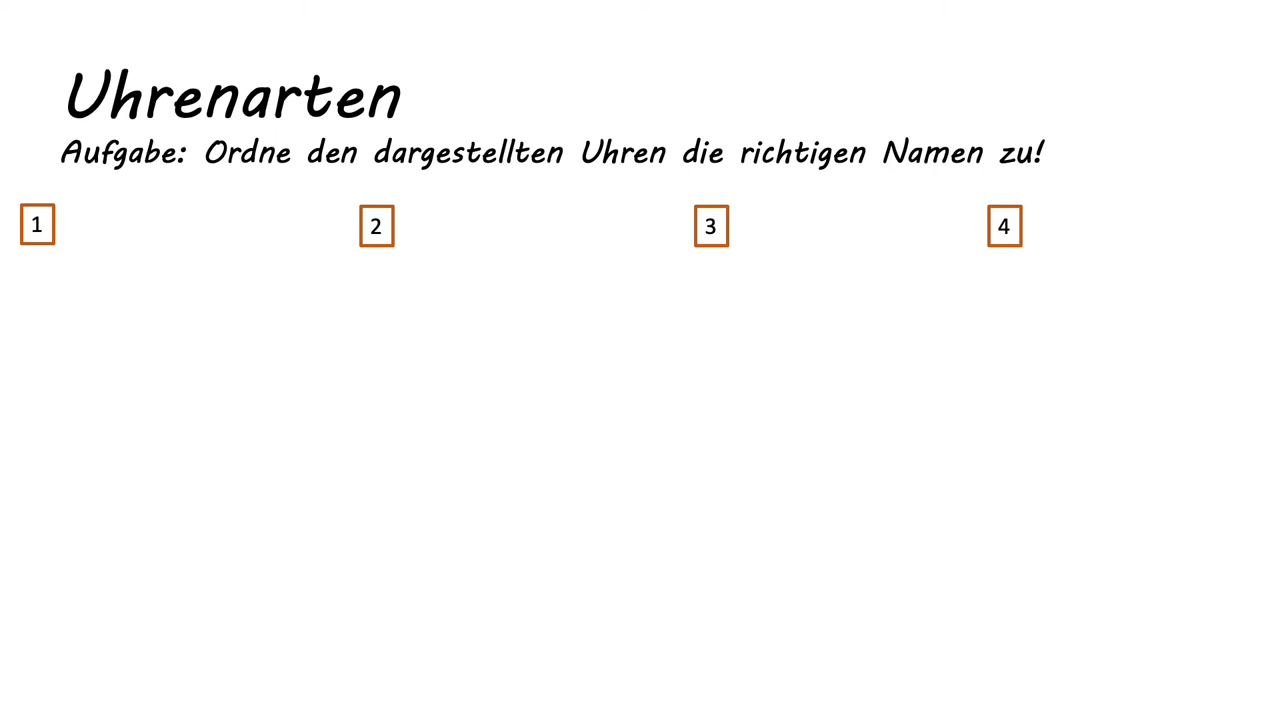 Uhrenarten
Aufgabe: Ordne den dargestellten Uhren die richtigen Namen zu!
1 2 3 4